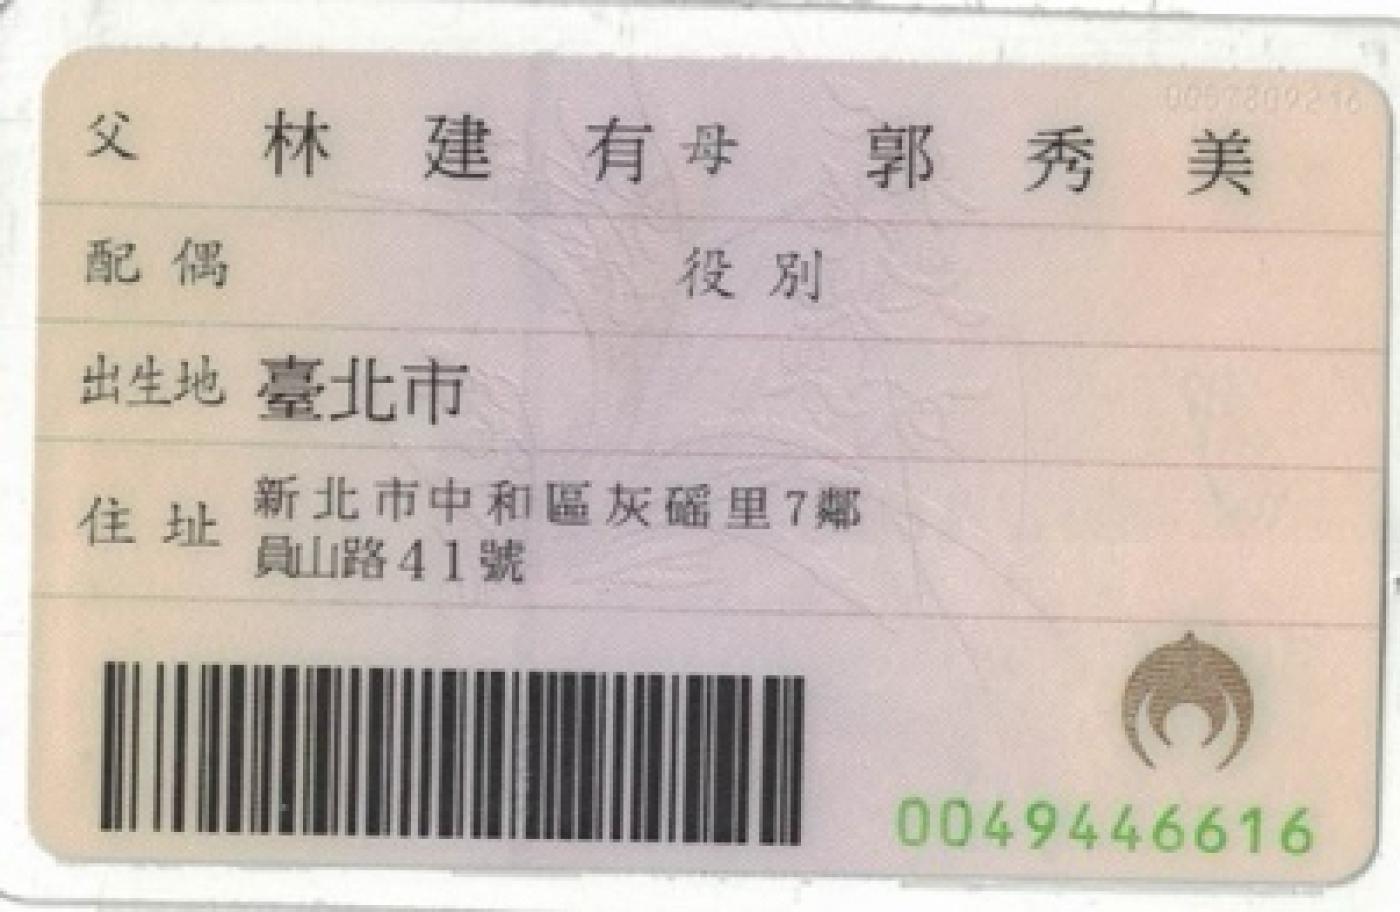 父 林建有 母 郭秀美
配偶 役別
出生地 臺北市
住址 新北市中和區灰磘里7鄰
員山路41號
0049446616